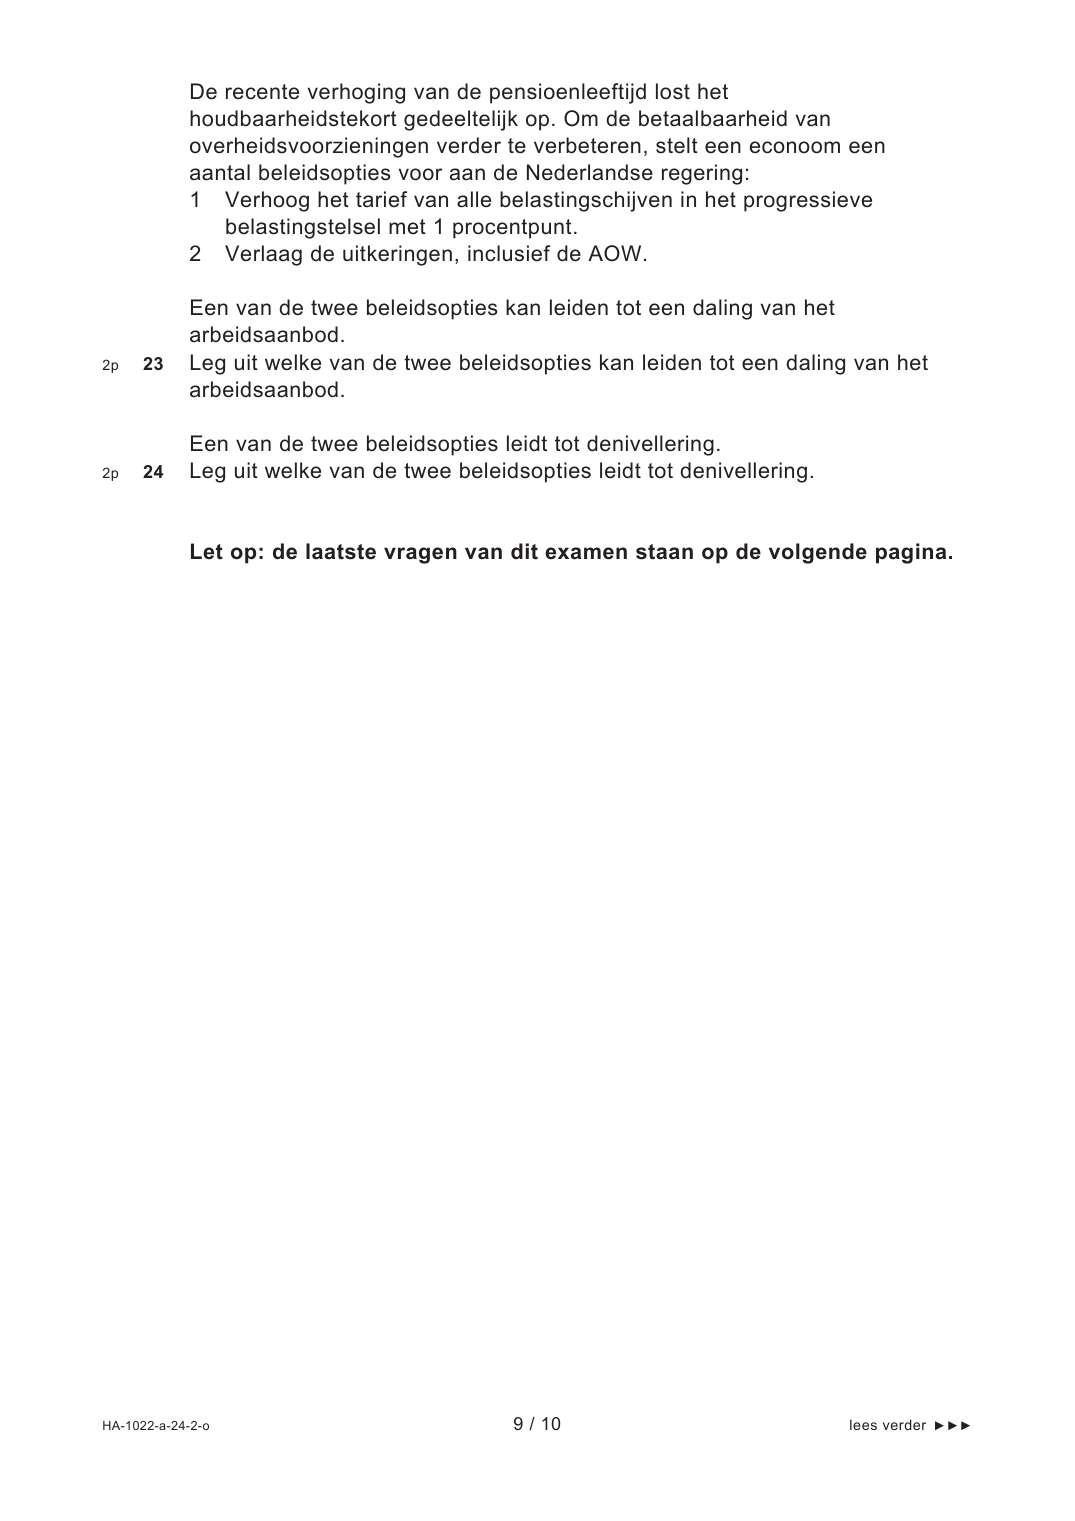 De recente verhoging van de pensioenleeftijd lost het
houdbaarheidstekort gedeeltelijk op. Om de betaalbaarheid van
overheidsvoorzieningen verder te verbeteren, stelt een econoom een
aantal beleidsopties voor aan de Nederlandse regering:
1 Verhoog het tarief van alle belastingschijven in het progressieve
belastingstelsel met 1 procentpunt.
2 Verlaag de uitkeringen, inclusief de AOW.
Een van de twee beleidsopties kan leiden tot een daling van het
arbeidsaanbod.
2p 23 Leg uit welke van de twee beleidsopties kan leiden tot een daling van het
arbeidsaanbod.
Een van de twee beleidsopties leidt tot denivellering.
2p 24 Leg uit welke van de twee beleidsopties leidt tot denivellering.
Let op: de laatste vragen van dit examen staan op de volgende pagina.
HA-1022-a-24-2-o 9 / 10 lees verder ►►►